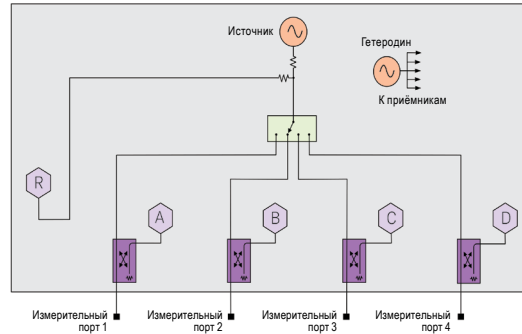 Источник
Гетеродин
К приёмникам
R
A
B
C
D
Измерительный
порт 1
Измерительный
порт 2
Измерительный
порт 3
Измерительный
порт 4